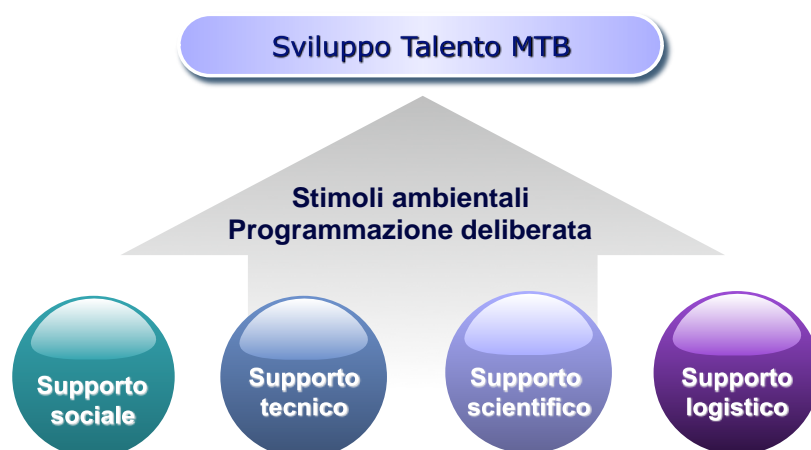 Sviluppo Talento MTB
Stimoli ambientali
Programmazione deliberata
Supporto
sociale
Supporto
tecnico
Supporto
scientifico
Supporto
logistico